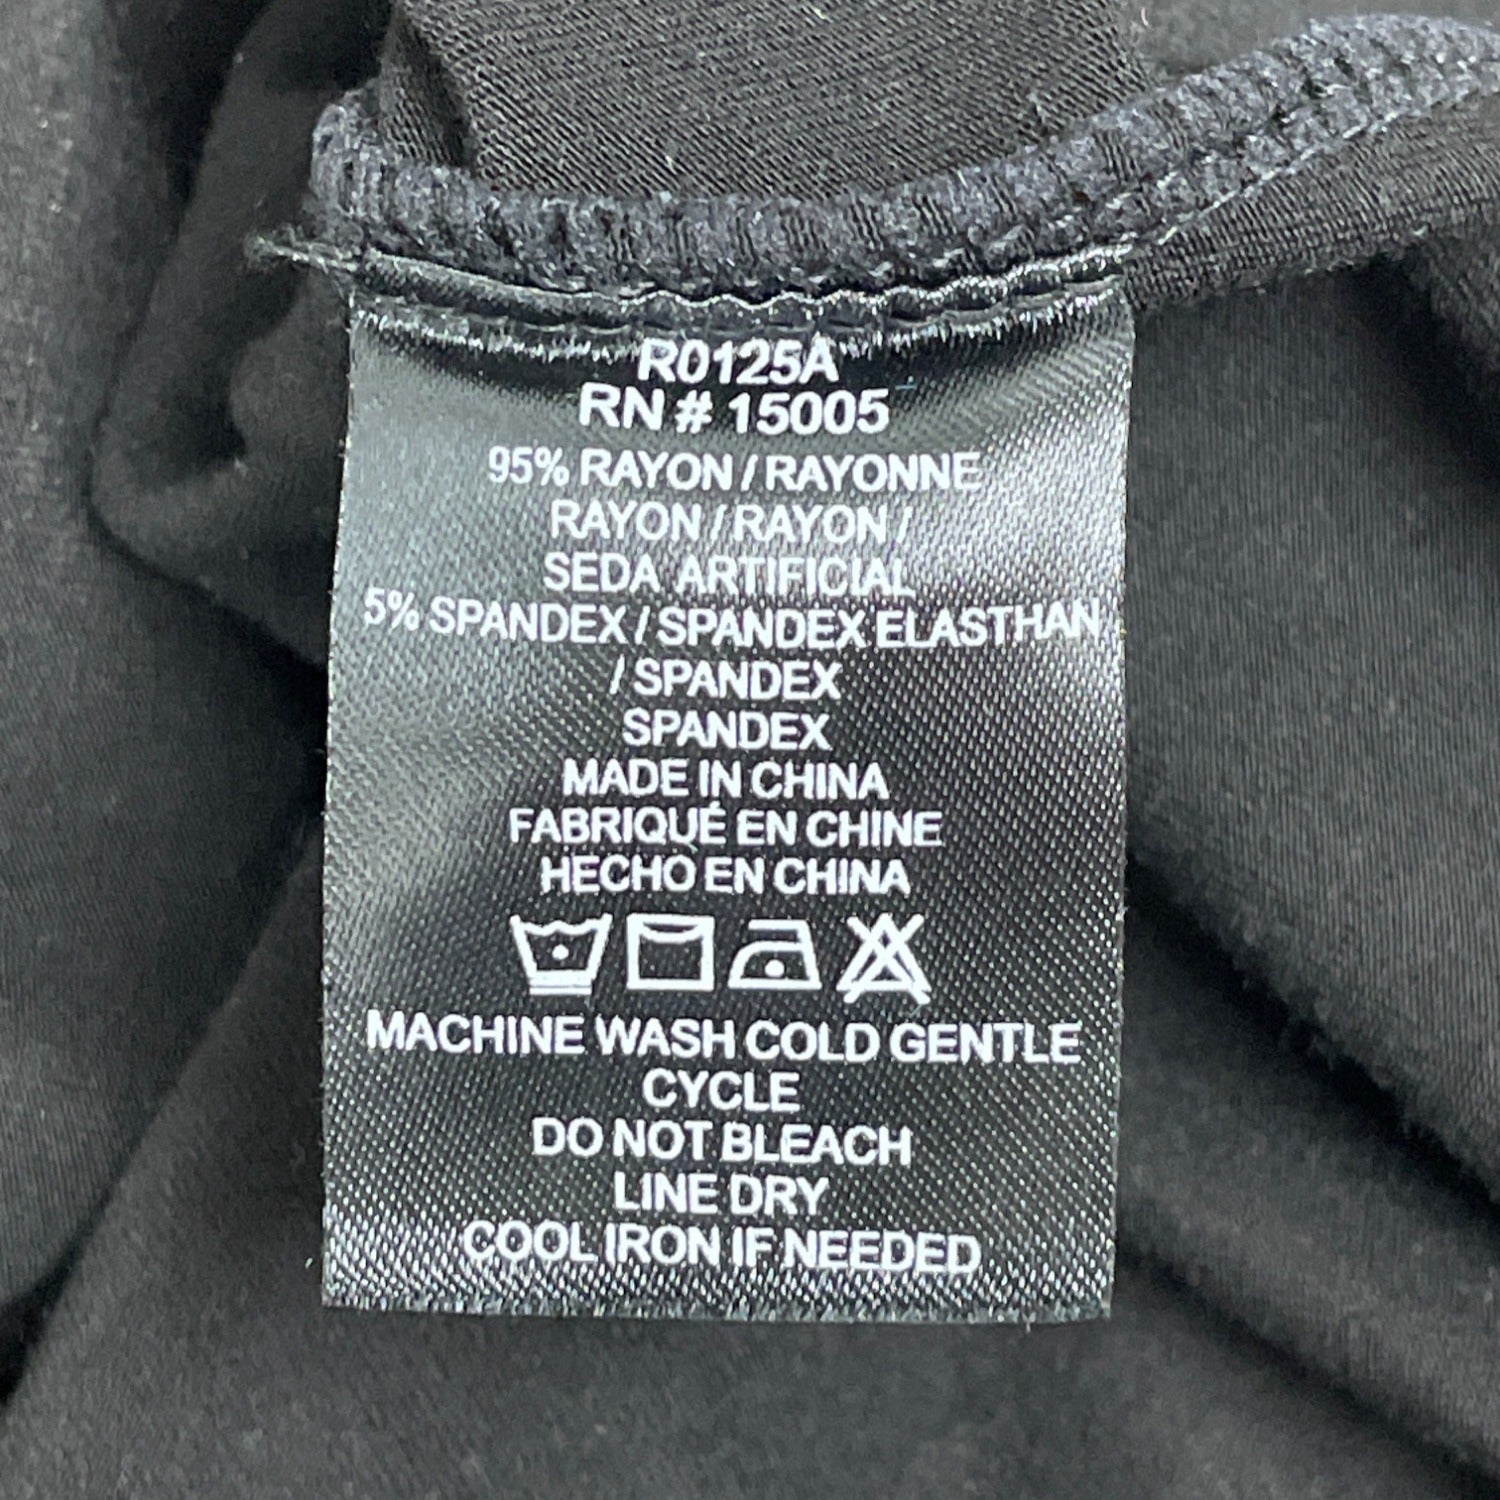 R0125A
RN # 15005
95% RAYON / RAYONNE
RAYON / RAYON /
SEDA ARTIFICIAL
5% SPANDEX / SPANDEX ELASTHAN
/ SPANDEX
SPANDEX
MADE IN CHINA
FABRIQUÉ EN CHINE
HECHO EN CHINA
MACHINE WASH COLD GENTLE
CYCLE
DO NOT BLEACH
LINE DRY
COOL IRON IF NEEDED